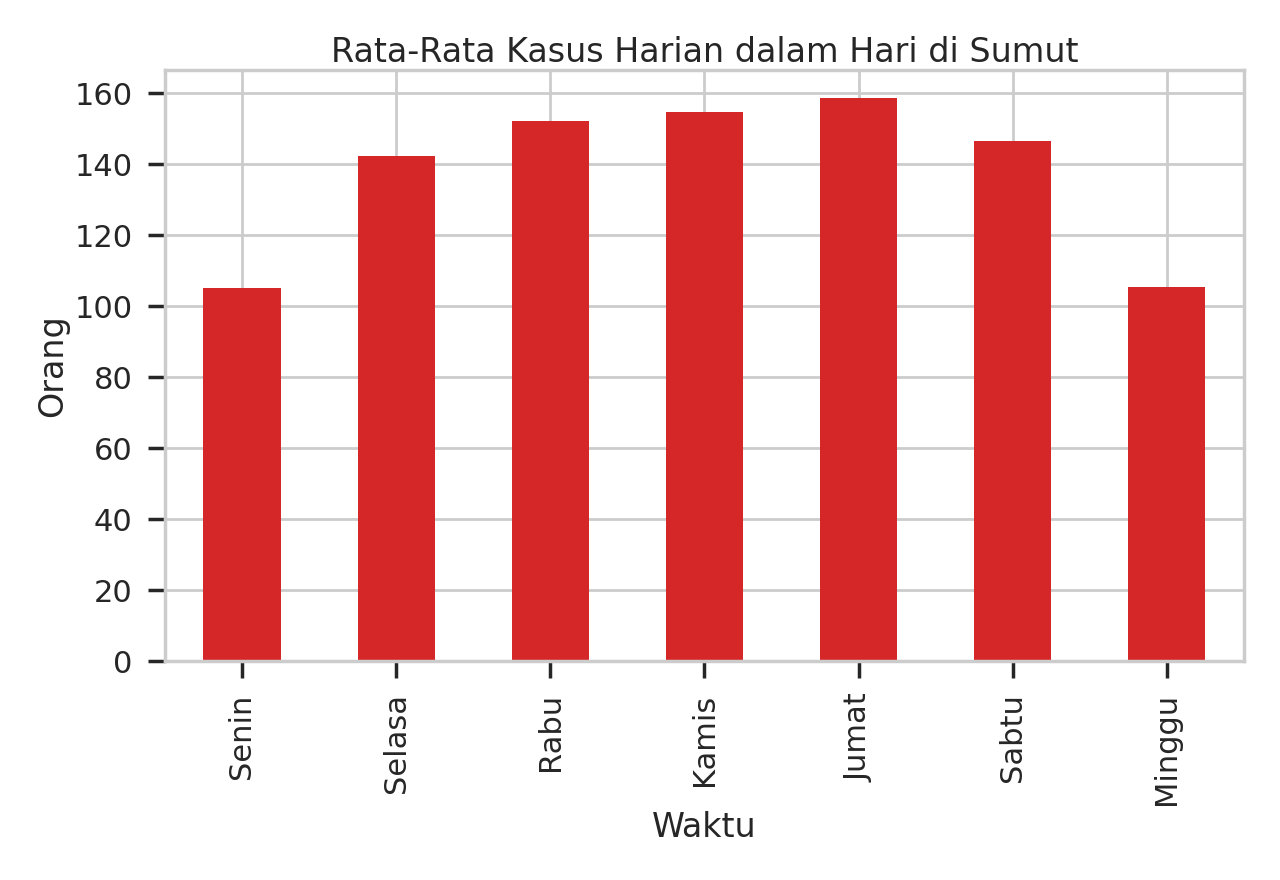 Rata-Rata Kasus Harian dalam Hari di Sumut
160
140
120
100
80
60
40
20
0
Orang
Senin
Selasa
Rabu
Kamis
Jumat
Sabtu
Minggu
Waktu